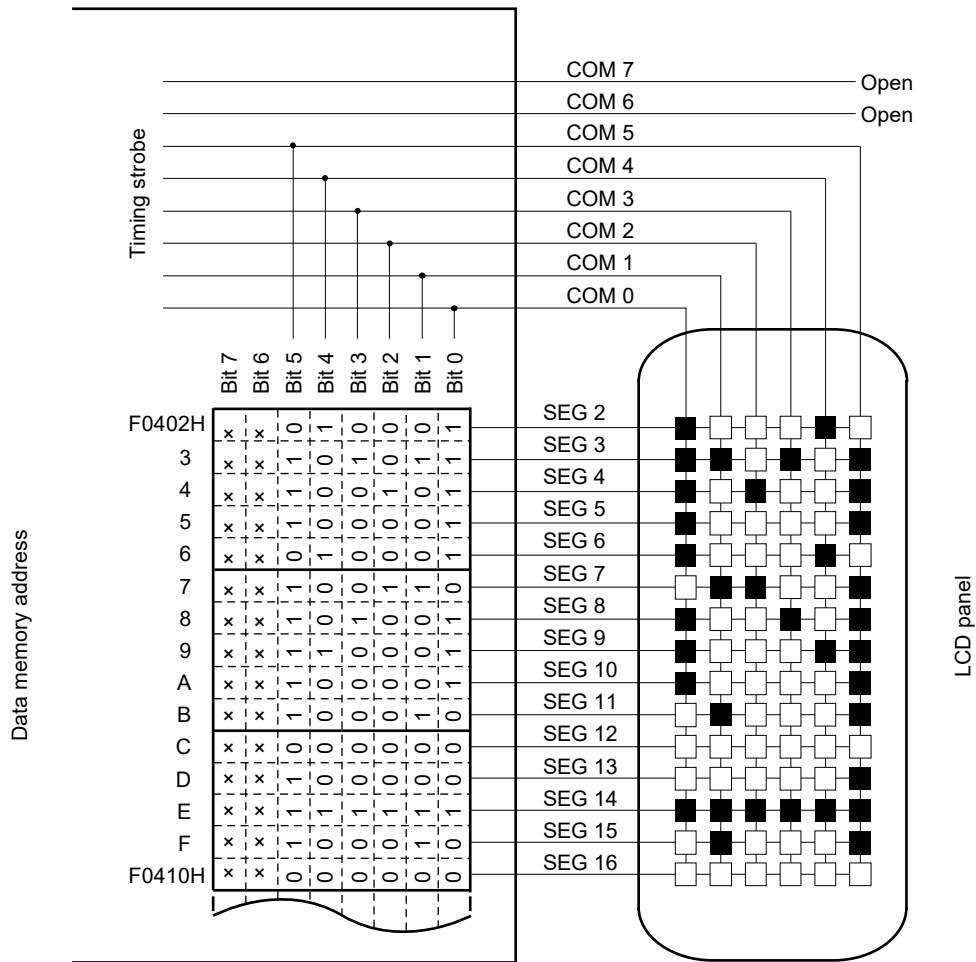 COM 7
Open
COM 6
Open
COM 5
COM 4
COM 3
COM 2
COM 1
COM 0
Timing strobe
Bit 7 Bit 6 Bit 5 Bit 4 Bit 3 Bit 2 Bit 1 Bit 0
F0402H × × 0 1 0 0 0 1 SEG 2
3 × × 1 0 1 0 1 1 SEG 3
4 × × 1 0 0 1 0 1 SEG 4
5 × × 1 0 0 0 0 1 SEG 5
6 × × 0 1 0 0 0 1 SEG 6
7 × × 1 0 0 1 1 0 SEG 7
8 × × 1 0 1 0 0 1 SEG 8
9 × × 1 1 0 0 0 1 SEG 9
A × × 1 0 0 0 0 1 SEG 10
B × × 1 0 0 0 1 0 SEG 11
C × × 0 0 0 0 0 0 SEG 12
D × × 1 0 0 0 0 0 SEG 13
E × × 1 1 1 1 1 1 SEG 14
F × × 1 0 0 0 1 0 SEG 15
F0410H × × 0 0 0 0 0 0 SEG 16
Data memory address
LCD panel